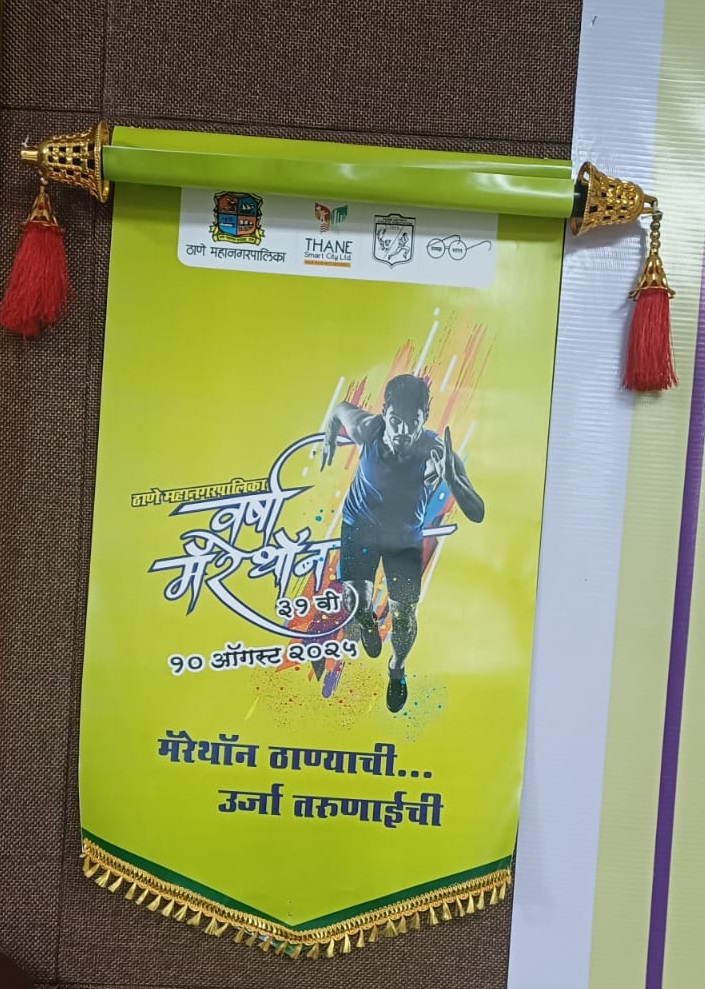 ठाणे महानगरपालिका
THANE
Smart City Ltd.
ठाणे महानगरपालिका
वर्षा
मॅरेथॉन
३१ वी
१० ऑगस्ट २०२५
मॅरेथॉन ठाण्याची...
उर्जा तरुणाईची